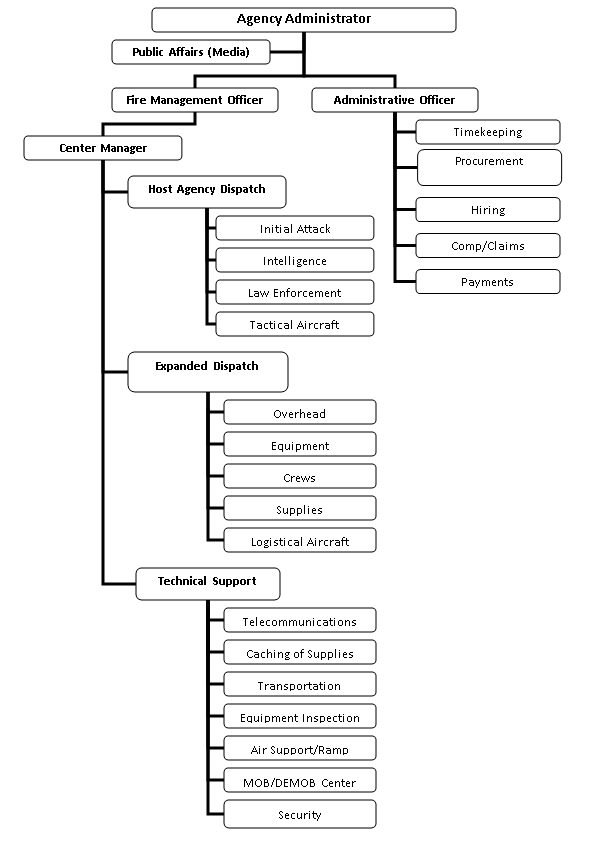 Agency Administrator
Public Affairs (Media)
Fire Management Officer
Administrative Officer
Timekeeping
Procurement
Hiring
Comp/Claims
Payments
Center Manager
Host Agency Dispatch
Initial Attack
Intelligence
Law Enforcement
Tactical Aircraft
Expanded Dispatch
Overhead
Equipment
Crews
Supplies
Logistical Aircraft
Technical Support
Telecommunications
Caching of Supplies
Transportation
Equipment Inspection
Air Support/Ramp
MOB/DEMOB Center
Security